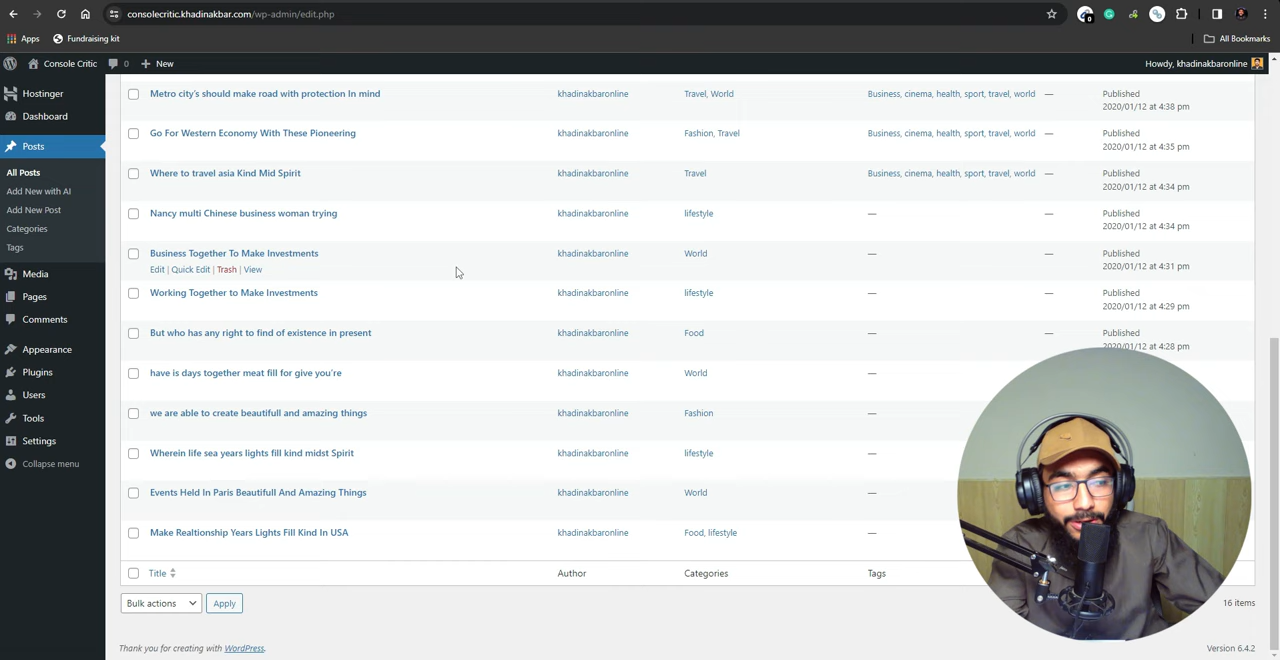 consolecritic.khadinakbar.com/wp-admin/edit.php
0
Apps
Fundraising kit
All Bookmarks
Console Critic
0
New
Howdy, khadinakbaronline
Hostinger
Dashboard
Posts
All Posts
Add New with AI
Add New Post
Categories
Tags
Media
Pages
Comments
Appearance
Plugins
Users
Tools
Settings
Collapse menu
Metro city's should make road with protection In mind khadinakbaronline Travel, World Business, cinema, health, sport, travel, world — Published
2020/01/12 at 4:38 pm
Go For Western Economy With These Pioneering khadinakbaronline Fashion, Travel Business, cinema, health, sport, travel, world — Published
2020/01/12 at 4:35 pm
Where to travel asia Kind Mid Spirit khadinakbaronline Travel Business, cinema, health, sport, travel, world — Published
2020/01/12 at 4:34 pm
Nancy multi Chinese business woman trying khadinakbaronline lifestyle — — Published
2020/01/12 at 4:34 pm
Business Together To Make Investments khadinakbaronline World — — Published
Edit | Quick Edit | Trash | View 2020/01/12 at 4:31 pm
Working Together to Make Investments khadinakbaronline lifestyle — — Published
2020/01/12 at 4:29 pm
But who has any right to find of existence in present khadinakbaronline Food — — Published
2020/01/12 at 4:28 pm
have is days together meat fill for give you're khadinakbaronline World —
we are able to create beautifull and amazing things khadinakbaronline Fashion —
Wherein life sea years lights fill kind midst Spirit khadinakbaronline lifestyle —
Events Held In Paris Beautifull And Amazing Things khadinakbaronline World —
Make Realtionship Years Lights Fill Kind In USA khadinakbaronline Food, lifestyle —
Title Author Categories Tags
Bulk actions Apply 16 items
Thank you for creating with WordPress. Version 6.4.2